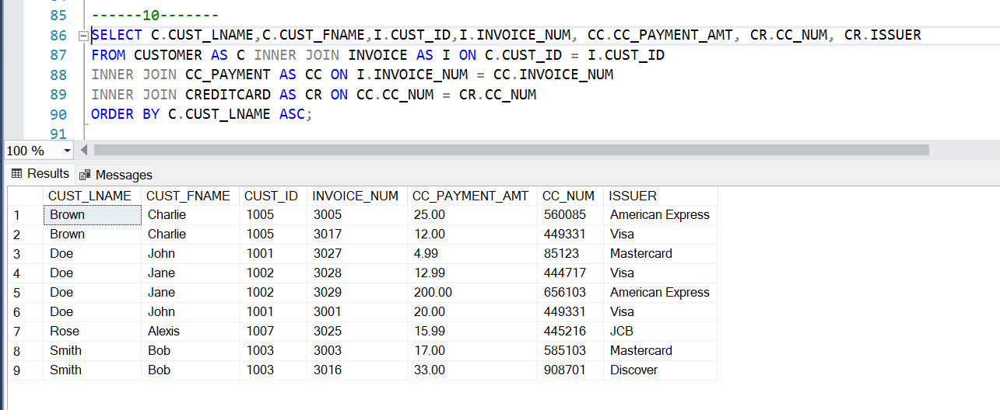 85 ------10-------
86 SELECT C.CUST_LNAME,C.CUST_FNAME,I.CUST_ID,I.INVOICE_NUM, CC.CC_PAYMENT_AMT, CR.CC_NUM, CR.ISSUER
87 FROM CUSTOMER AS C INNER JOIN INVOICE AS I ON C.CUST_ID = I.CUST_ID
88 INNER JOIN CC_PAYMENT AS CC ON I.INVOICE_NUM = CC.INVOICE_NUM
89 INNER JOIN CREDITCARD AS CR ON CC.CC_NUM = CR.CC_NUM
90 ORDER BY C.CUST_LNAME ASC;
91
100 %
Results Messages
CUST_LNAME CUST_FNAME CUST_ID INVOICE_NUM CC_PAYMENT_AMT CC_NUM ISSUER
1 Brown Charlie 1005 3005 25.00 560085 American Express
2 Brown Charlie 1005 3017 12.00 449331 Visa
3 Doe John 1001 3027 4.99 85123 Mastercard
4 Doe Jane 1002 3028 12.99 444717 Visa
5 Doe Jane 1002 3029 200.00 656103 American Express
6 Doe John 1001 3001 20.00 449331 Visa
7 Rose Alexis 1007 3025 15.99 445216 JCB
8 Smith Bob 1003 3003 17.00 585103 Mastercard
9 Smith Bob 1003 3016 33.00 908701 Discover